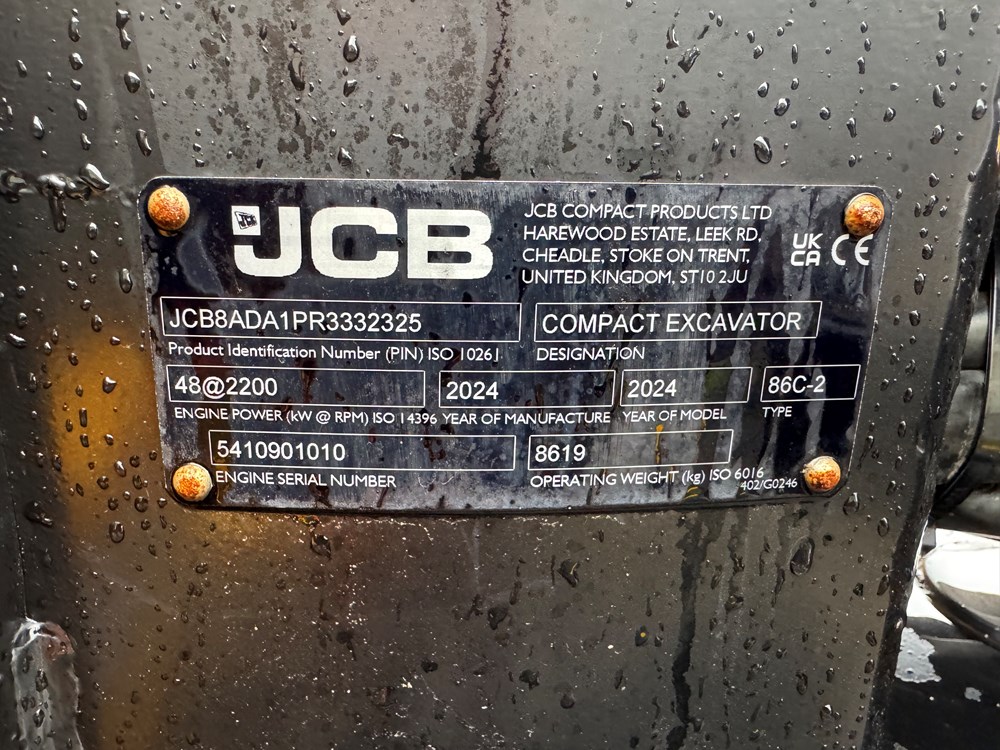 JCB
JCB COMPACT PRODUCTS LTD
HAREWOOD ESTATE, LEEK RD,
CHEADLE, STOKE ON TRENT,
UNITED KINGDOM, ST10 2JU
UK
CA CE
JCB8ADA1PR3332325
COMPACT EXCAVATOR
Product Identification Number (PIN) ISO 10261
DESIGNATION
48@2200
2024
2024
86C-2
ENGINE POWER (kW @ RPM) ISO 14396
YEAR OF MANUFACTURE
YEAR OF MODEL
TYPE
5410901010
8619
ENGINE SERIAL NUMBER
OPERATING WEIGHT (kg) ISO 6016
402/G0246